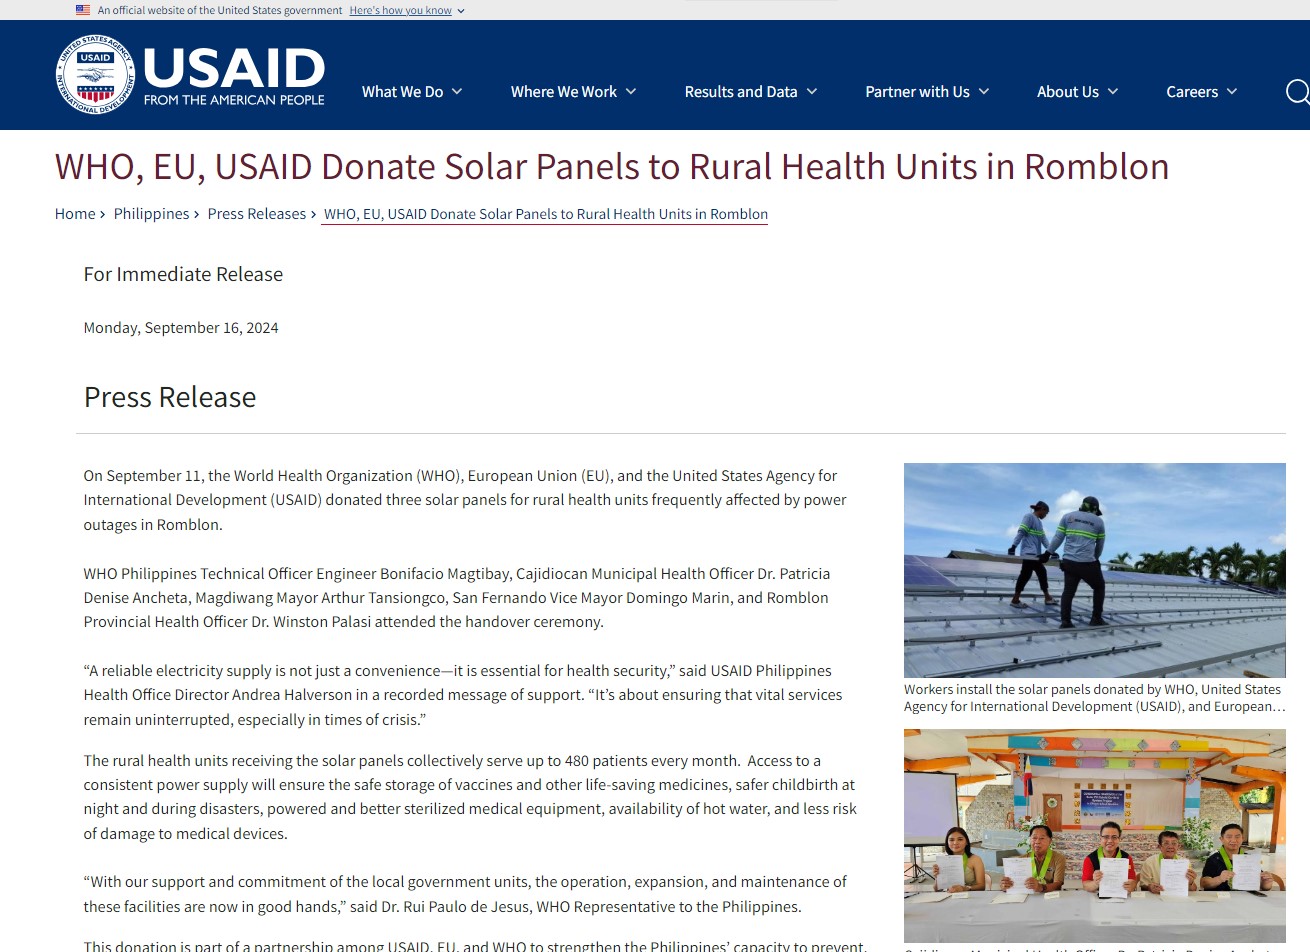 An official website of the United States government Here's how you know
UNITED STATES AGENCY
USAID
INTERNATIONAL DEVELOPMENT
USAID
FROM THE AMERICAN PEOPLE
What We Do
Where We Work
Results and Data
Partner with Us
About Us
Careers
WHO, EU, USAID Donate Solar Panels to Rural Health Units in Romblon
Home › Philippines › Press Releases › WHO, EU, USAID Donate Solar Panels to Rural Health Units in Romblon
For Immediate Release
Monday, September 16, 2024
Press Release
On September 11, the World Health Organization (WHO), European Union (EU), and the United States Agency for
International Development (USAID) donated three solar panels for rural health units frequently affected by power
outages in Romblon.
WHO Philippines Technical Officer Engineer Bonifacio Magtibay, Cajidiocan Municipal Health Officer Dr. Patricia
Denise Ancheta, Magdiwang Mayor Arthur Tansiongco, San Fernando Vice Mayor Domingo Marin, and Romblon
Provincial Health Officer Dr. Winston Palasi attended the handover ceremony.
“A reliable electricity supply is not just a convenience—it is essential for health security,” said USAID Philippines
Health Office Director Andrea Halverson in a recorded message of support. “It’s about ensuring that vital services
remain uninterrupted, especially in times of crisis.”
The rural health units receiving the solar panels collectively serve up to 480 patients every month.  Access to a
consistent power supply will ensure the safe storage of vaccines and other life-saving medicines, safer childbirth at
night and during disasters, powered and better sterilized medical equipment, availability of hot water, and less risk
of damage to medical devices.
“With our support and commitment of the local government units, the operation, expansion, and maintenance of
these facilities are now in good hands,” said Dr. Rui Paulo de Jesus, WHO Representative to the Philippines.
This donation is part of a partnership among USAID, EU, and WHO to strengthen the Philippines’ capacity to prevent,
Workers install the solar panels donated by WHO, United States
Agency for International Development (USAID), and European…